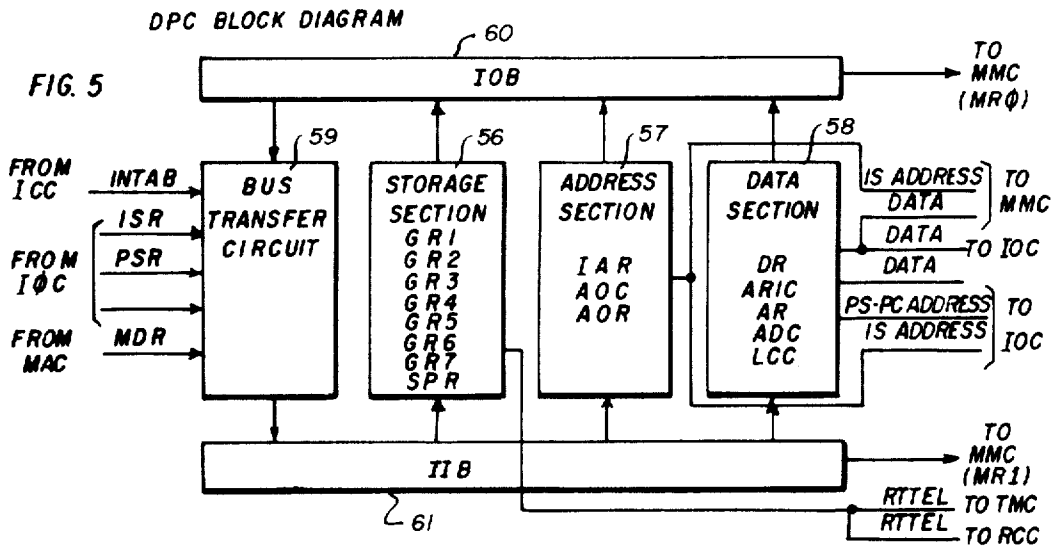 DPC BLOCK DIAGRAM
FIG. 5
60
IOB
TO
MMC
(MRØ)
FROM
ICC
INTAB
FROM
IØC
ISR
PSR
FROM
MAC
MDR
59
BUS
TRANSFER
CIRCUIT
56
STORAGE
SECTION
GR1
GR2
GR3
GR4
GR5
GR6
GR7
SPR
57
ADDRESS
SECTION
IAR
AOC
AOR
58
DATA
SECTION
DR
ARIC
AR
ADC
LCC
IS ADDRESS
DATA
TO
MMC
DATA
TO IOC
DATA
PS-PC ADDRESS
IS ADDRESS
TO
IOC
IIB
61
TO
MMC
(MR1)
RTTEL
TO TMC
RTTEL
TO RCC